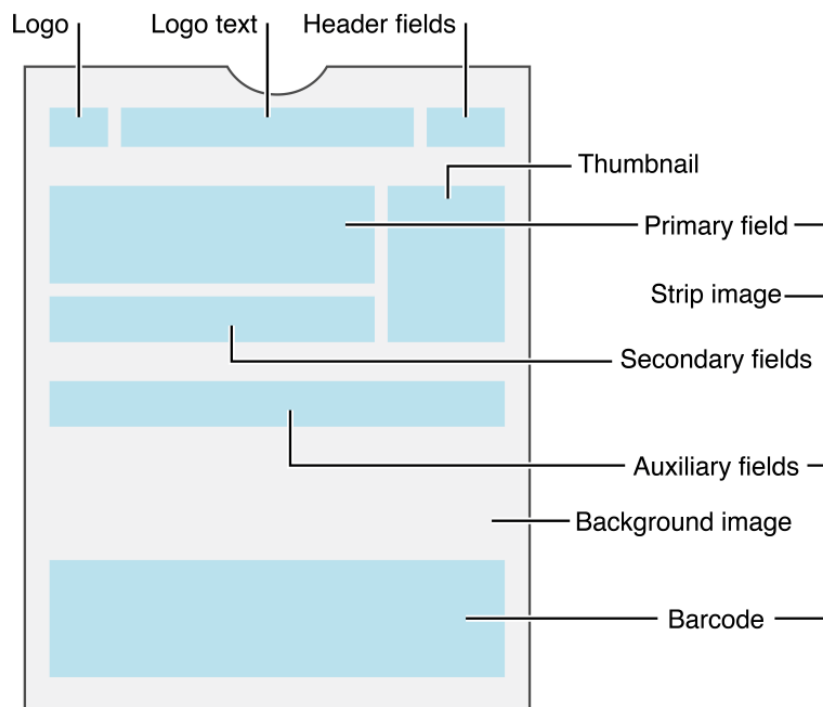 Logo
Logo text
Header fields
Thumbnail
Primary field
Strip image
Secondary fields
Auxiliary fields
Background image
Barcode